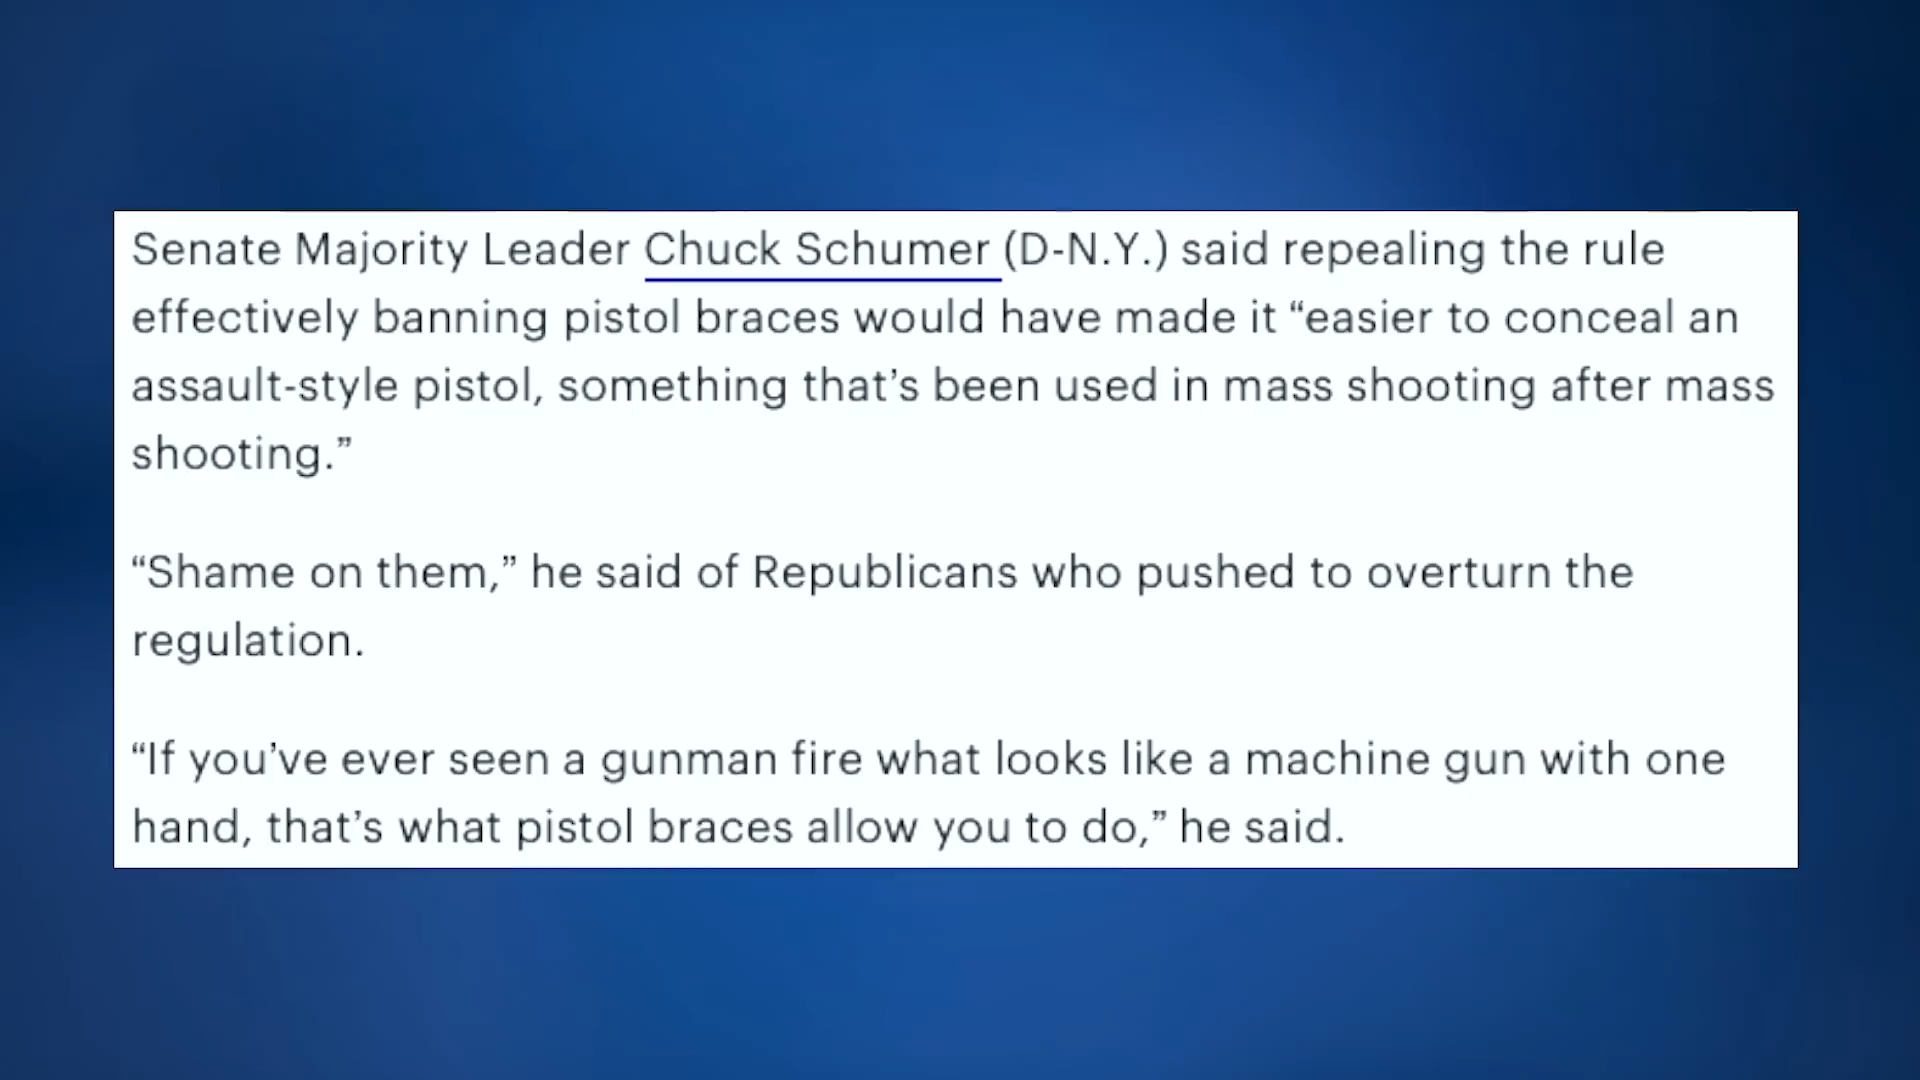 Senate Majority Leader Chuck Schumer (D-N.Y.) said repealing the rule
effectively banning pistol braces would have made it “easier to conceal an
assault-style pistol, something that’s been used in mass shooting after mass
shooting.”
“Shame on them,” he said of Republicans who pushed to overturn the
regulation.
“If you’ve ever seen a gunman fire what looks like a machine gun with one
hand, that’s what pistol braces allow you to do,” he said.